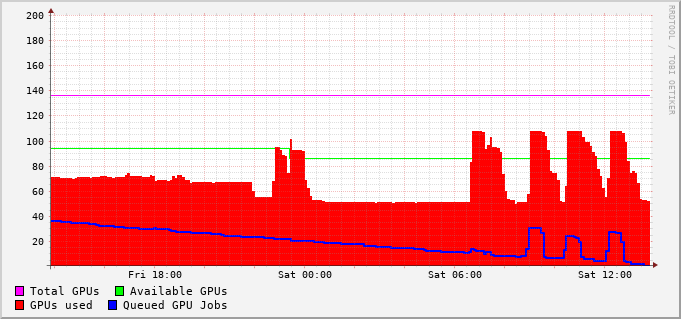 200
180
160
140
120
100
80
60
40
20
Fri 18:00 Sat 00:00 Sat 06:00 Sat 12:00
Total GPUs Available GPUs
GPUs used Queued GPU Jobs
RRDTOOL / TOBI OETIKER